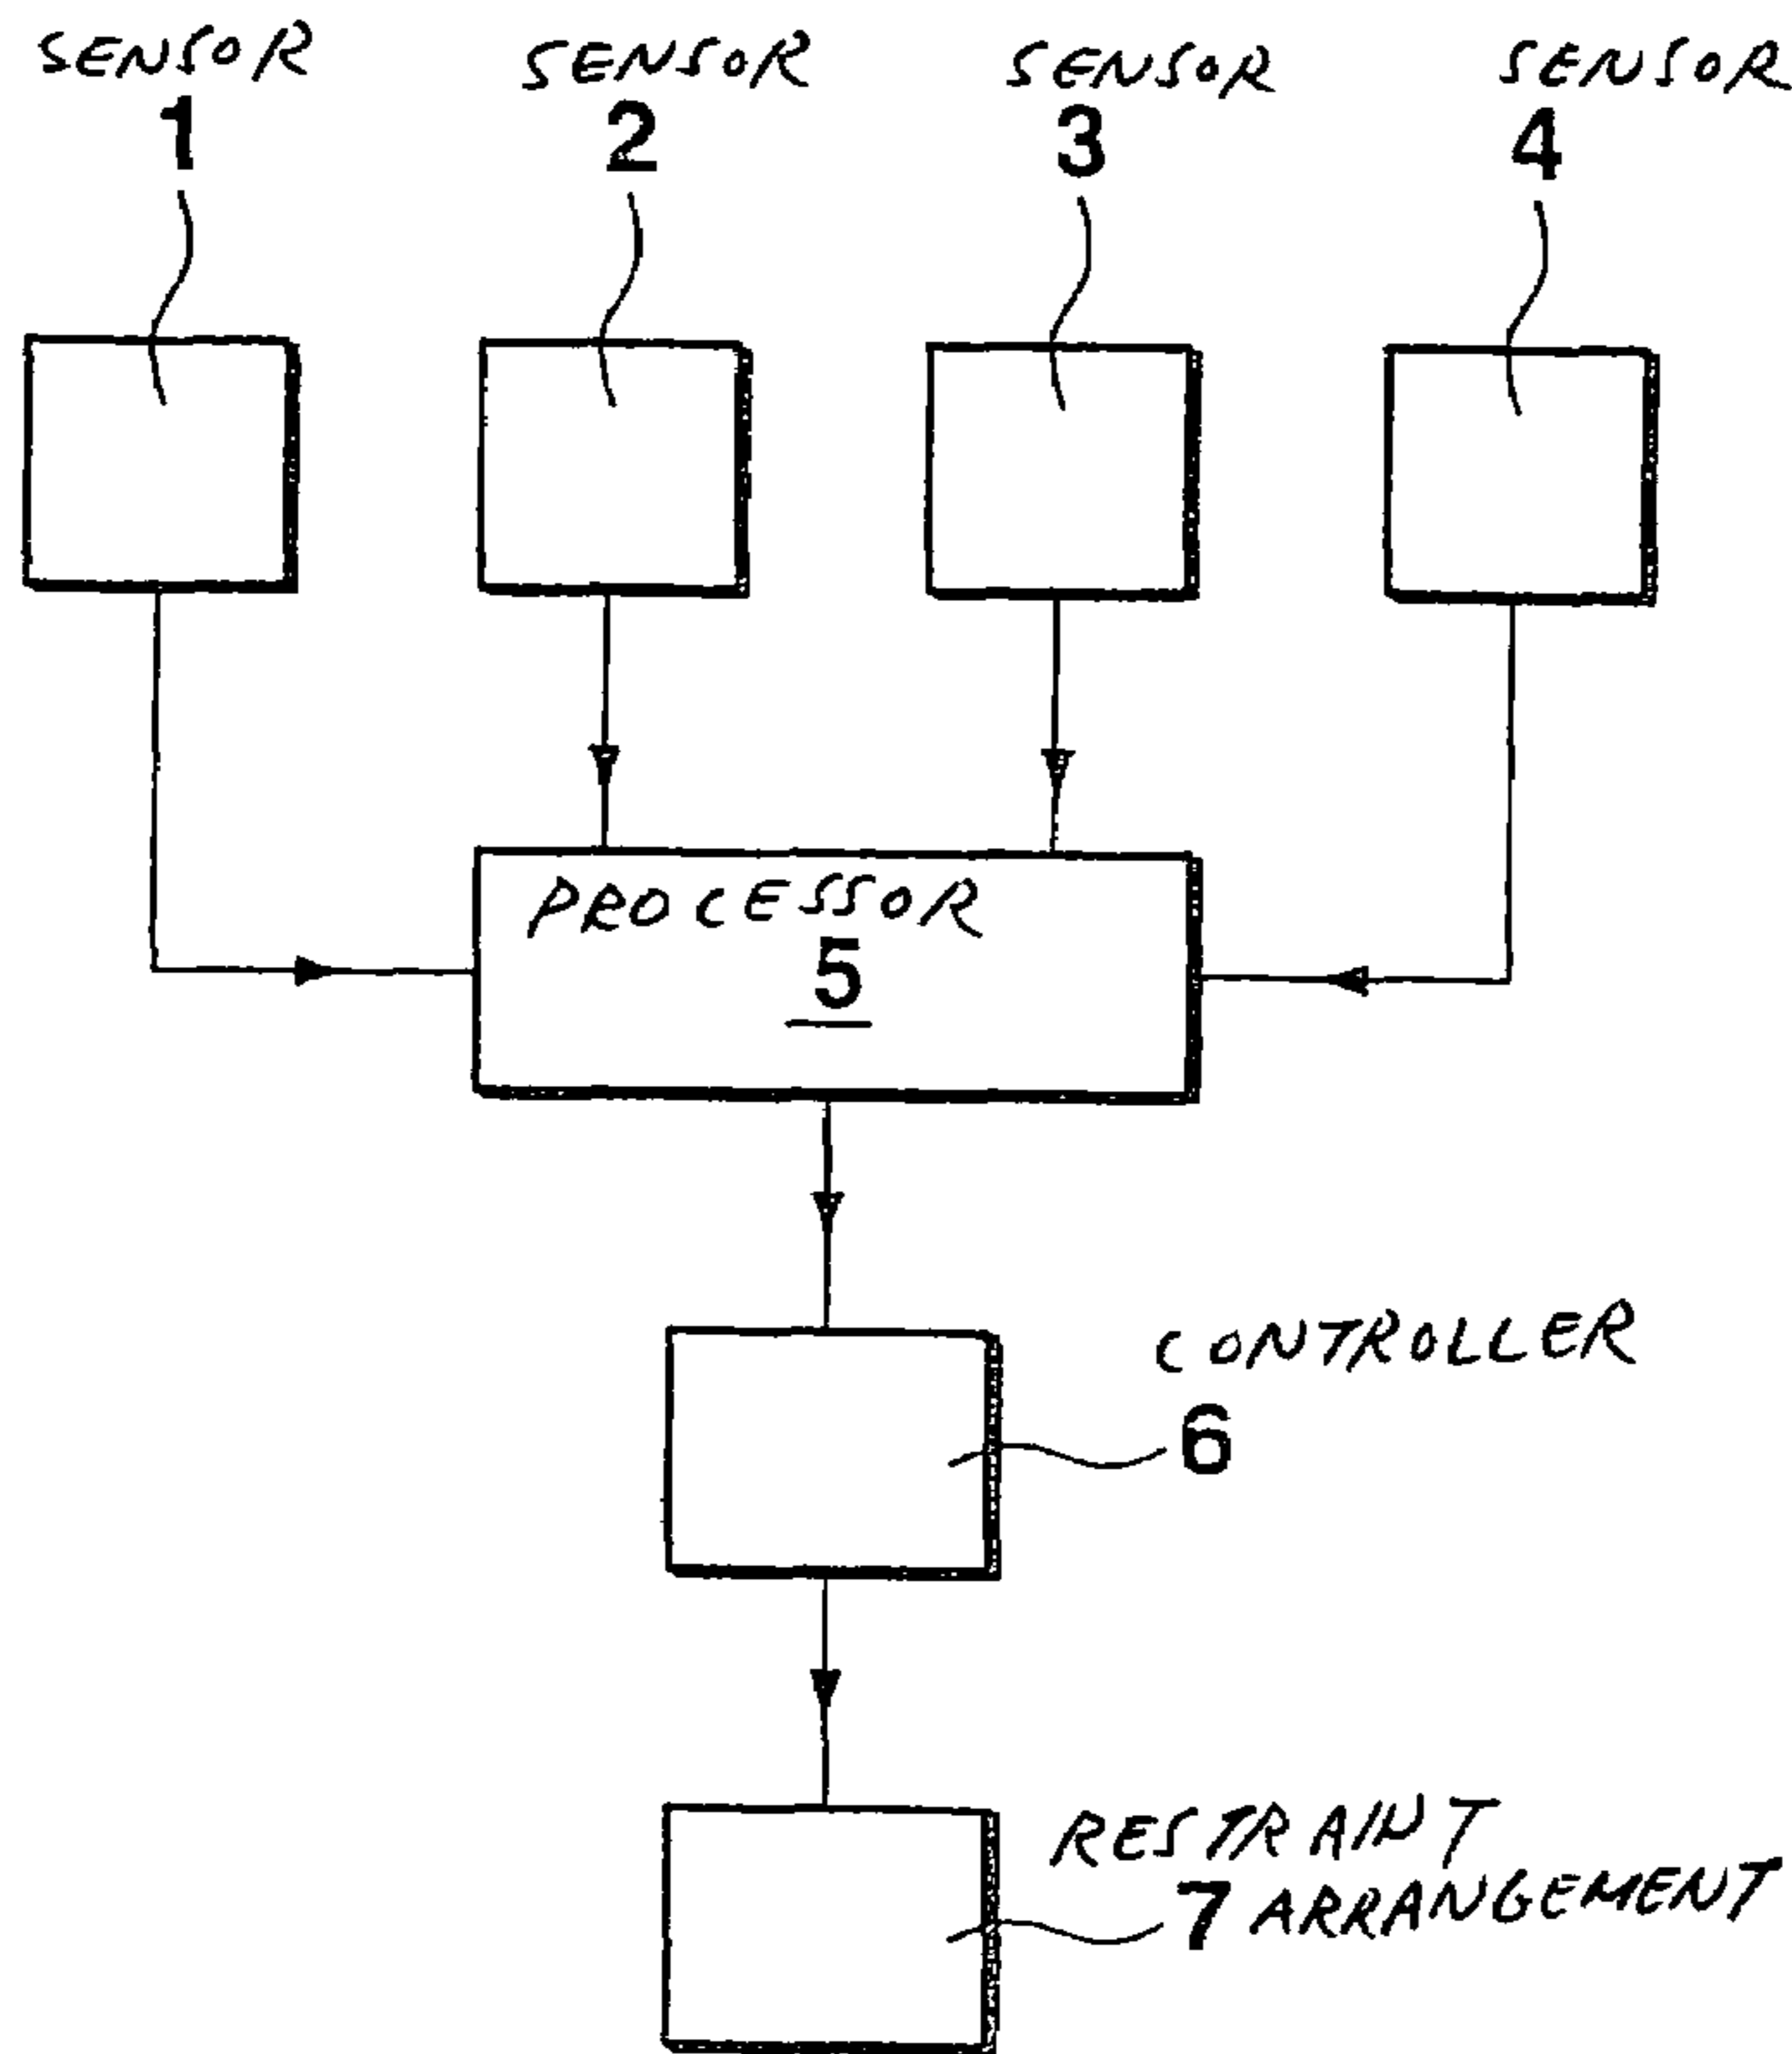 SENSOR SENSOR SENSOR SENSOR
1 2 3 4
PROCESSOR
5
CONTROLLER
6
RESTRAINT
7 ARRANGEMENT